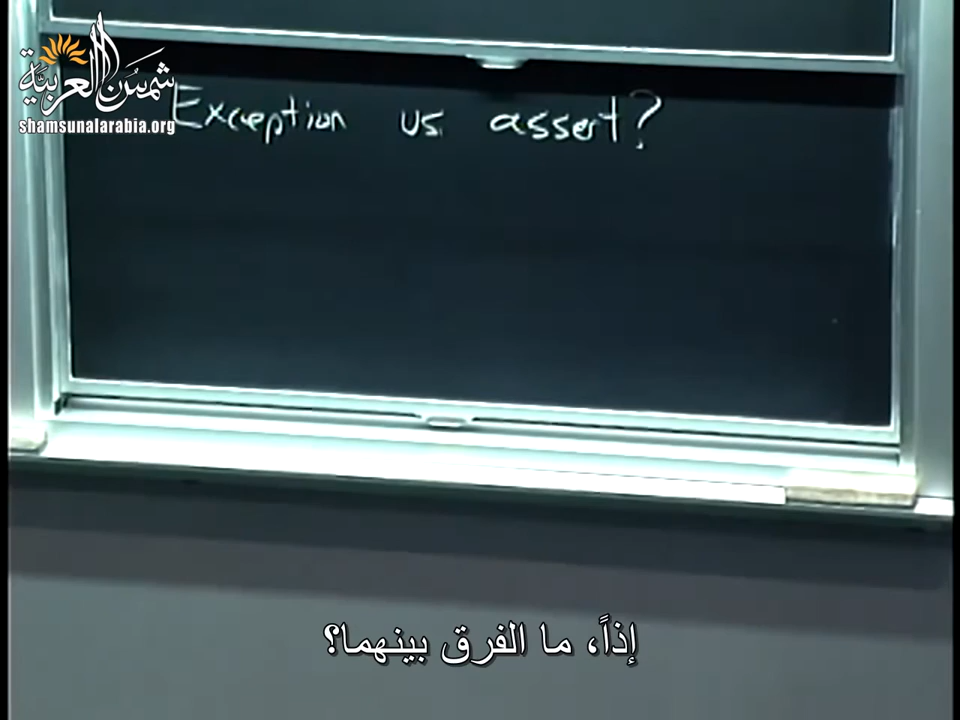 شمس العربية
shamsunalarabia.org
Exception vs assert?
إذاً، ما الفرق بينهما؟